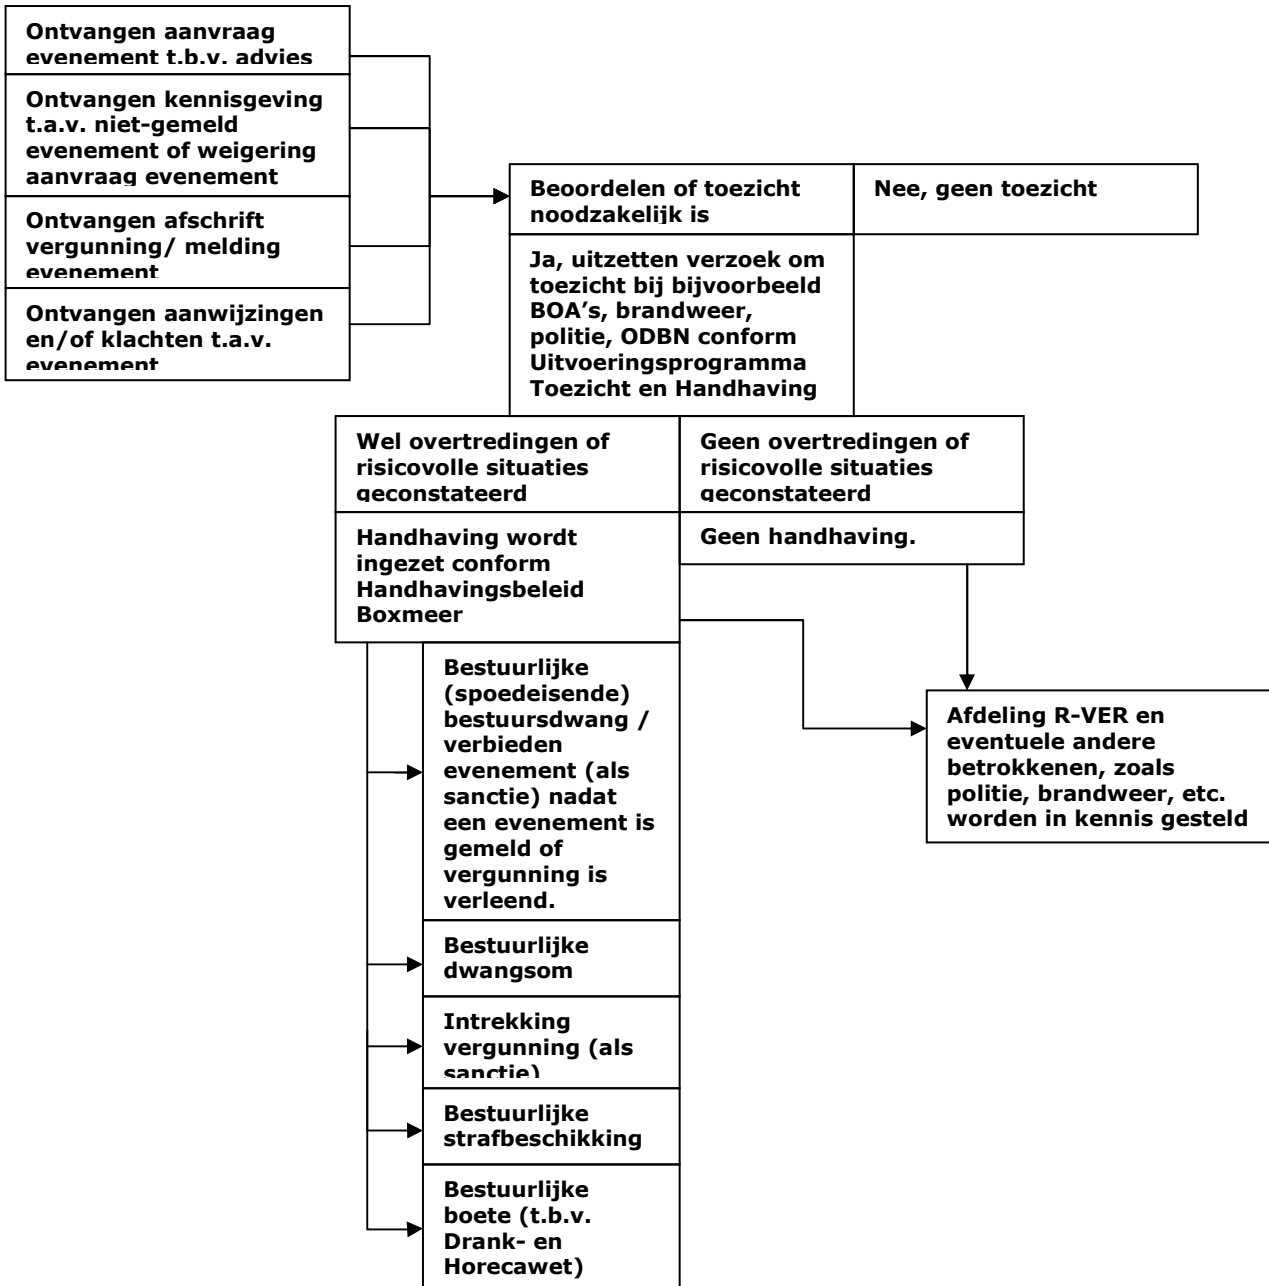 Ontvangen aanvraag
evenement t.b.v. advies
Ontvangen kennisgeving
t.a.v. niet-gemeld
evenement of weigering
aanvraag evenement
Ontvangen afschrift
vergunning/ melding
evenement
Ontvangen aanwijzingen
en/of klachten t.a.v.
evenement
Beoordelen of toezicht
noodzakelijk is
Nee, geen toezicht
Ja, uitzetten verzoek om
toezicht bij bijvoorbeeld
BOA’s, brandweer,
politie, ODBN conform
Uitvoeringsprogramma
Toezicht en Handhaving
Wel overtredingen of
risicovolle situaties
geconstateerd
Geen overtredingen of
risicovolle situaties
geconstateerd
Handhaving wordt
ingezet conform
Handhavingsbeleid
Boxmeer
Geen handhaving.
Bestuurlijke
(spoedeisende)
bestuursdwang /
verbieden
evenement (als
sanctie) nadat
een evenement is
gemeld of
vergunning is
verleend.
Afdeling R-VER en
eventuele andere
betrokkenen, zoals
politie, brandweer, etc.
worden in kennis gesteld
Bestuurlijke
dwangsom
Intrekking
vergunning (als
sanctie)
Bestuurlijke
strafbeschikking
Bestuurlijke
boete (t.b.v.
Drank- en
Horecawet)